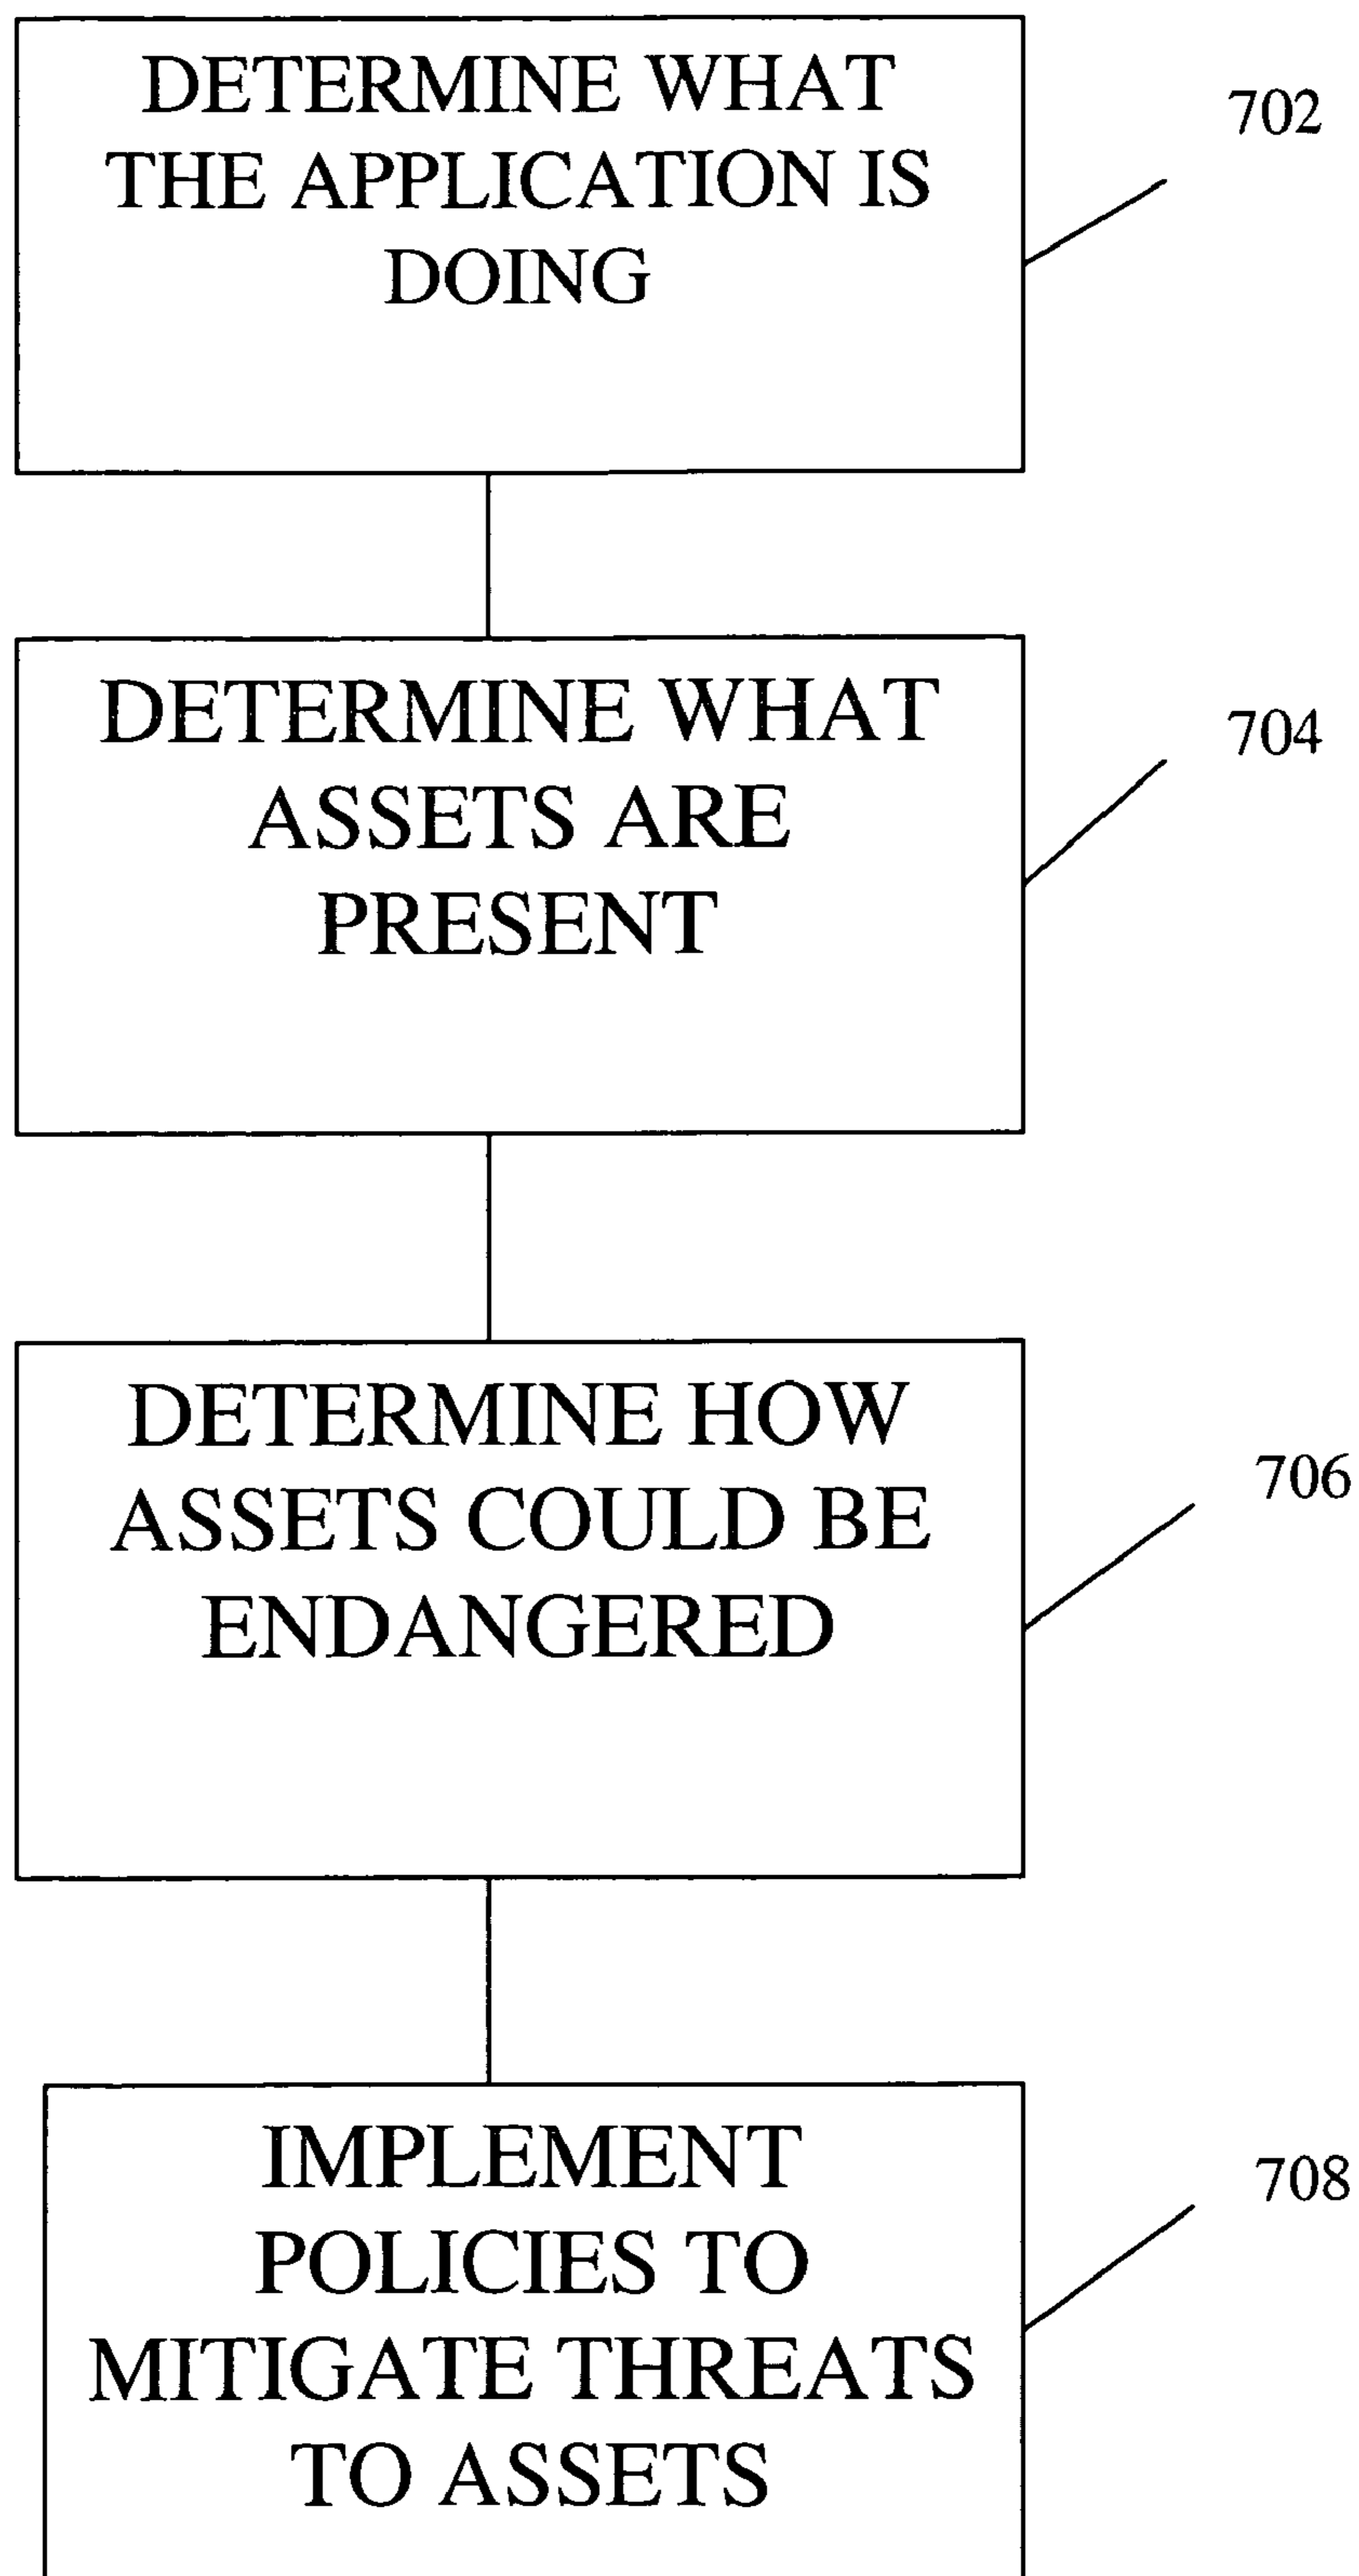 DETERMINE WHAT
THE APPLICATION IS
DOING
702
DETERMINE WHAT
ASSETS ARE
PRESENT
704
DETERMINE HOW
ASSETS COULD BE
ENDANGERED
706
IMPLEMENT
POLICIES TO
MITIGATE THREATS
TO ASSETS
708